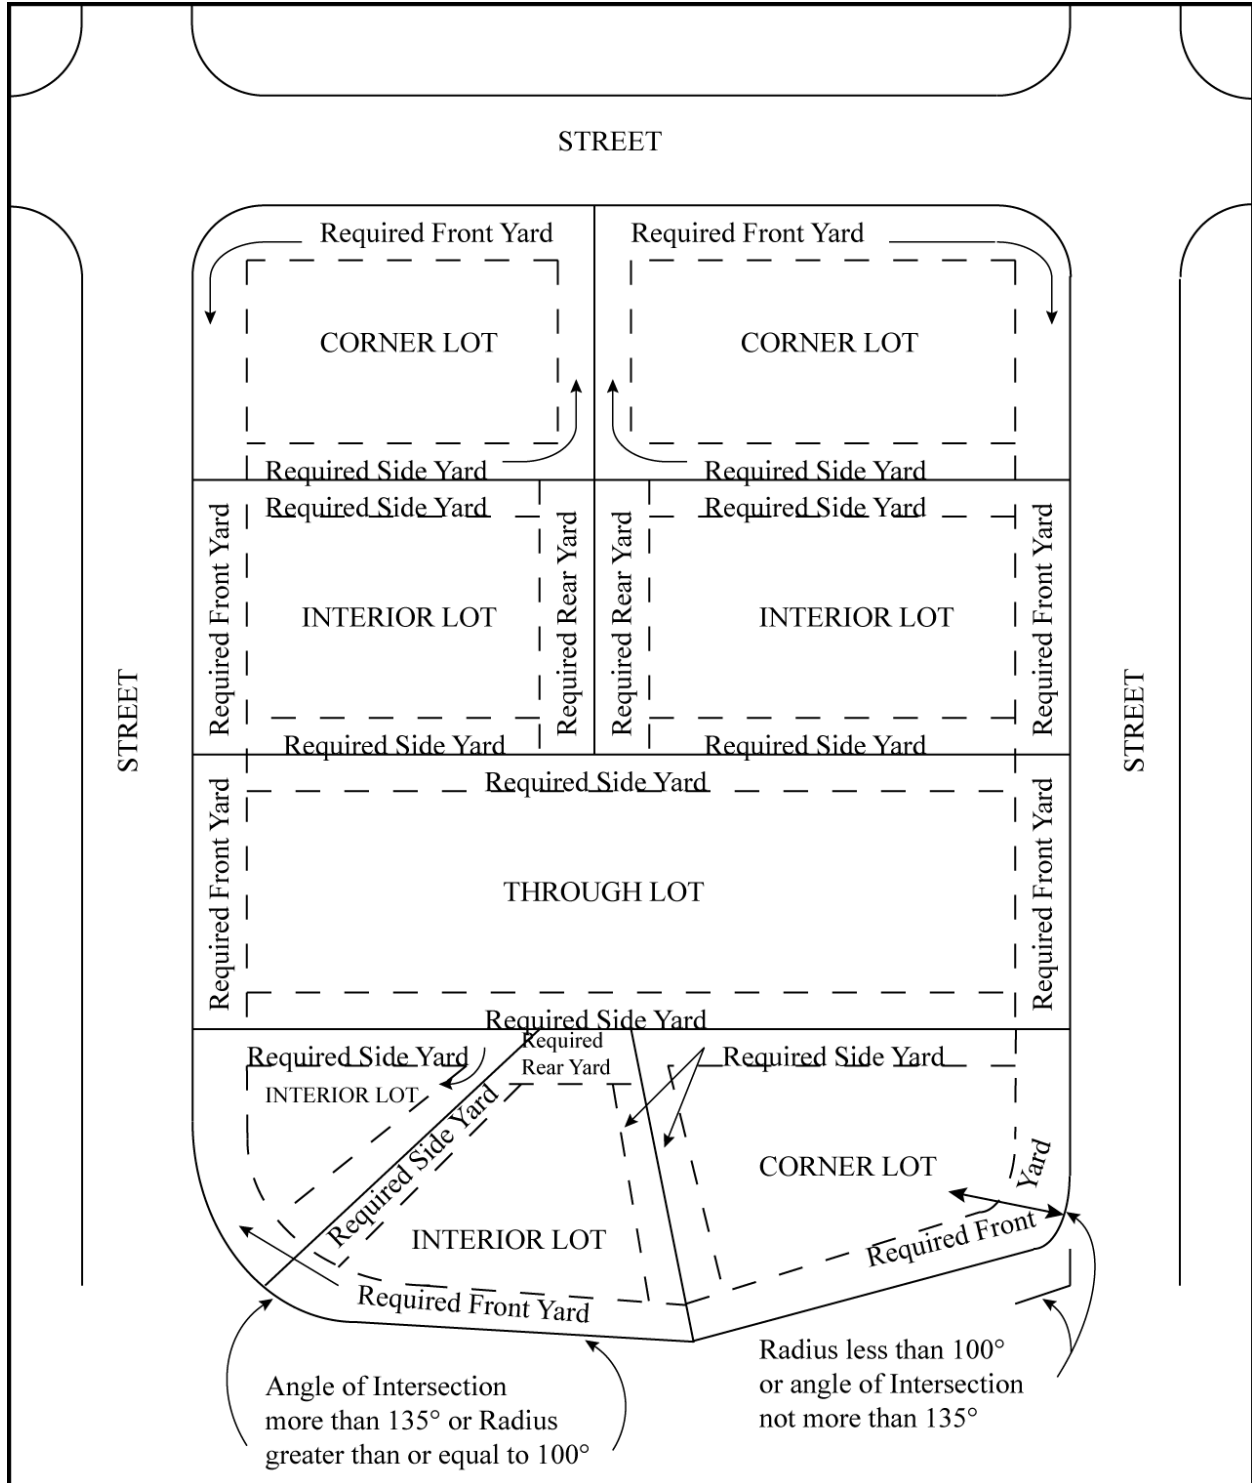 STREET
Required Front Yard
Required Front Yard
CORNER LOT
CORNER LOT
Required Side Yard
Required Side Yard
Required Side Yard
Required Side Yard
Required Front Yard
INTERIOR LOT
Required Rear Yard
Required Rear Yard
INTERIOR LOT
Required Front Yard
STREET
STREET
Required Side Yard
Required Side Yard
Required Side Yard
Required Front Yard
THROUGH LOT
Required Front Yard
Required Side Yard
Required Side Yard
Required
Rear Yard
Required Side Yard
INTERIOR LOT
Required Side Yard
CORNER LOT
INTERIOR LOT
Required Front Yard
Required Front Yard
Angle of Intersection
more than 135° or Radius
greater than or equal to 100°
Radius less than 100°
or angle of Intersection
not more than 135°